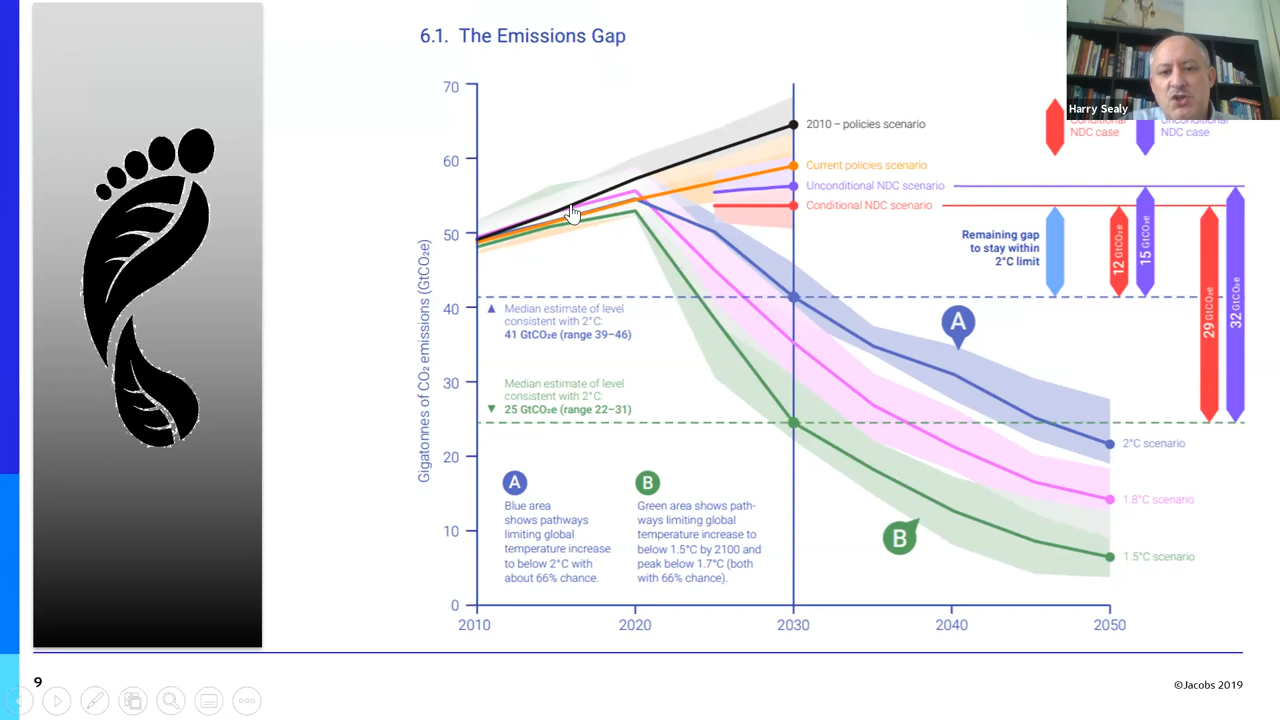 6.1. The Emissions Gap
Harry Sealy
Conditional
NDC case
Unconditional
NDC case
Gigatonnes of CO₂ emissions (GtCO₂e)
70
60
50
40
30
20
10
0
2010
2020
2030
2040
2050
2010 – policies scenario
Current policies scenario
Unconditional NDC scenario
Conditional NDC scenario
Remaining gap
to stay within
2°C limit
12 GtCO₂e
15 GtCO₂e
29 GtCO₂e
32 GtCO₂e
Median estimate of level
consistent with 2°C:
41 GtCO₂e (range 39–46)
Median estimate of level
consistent with 2°C:
25 GtCO₂e (range 22–31)
A
B
2°C scenario
1.8°C scenario
1.5°C scenario
A
Blue area
shows pathways
limiting global
temperature increase
to below 2°C with
about 66% chance.
B
Green area shows path-
ways limiting global
temperature increase to
below 1.5°C by 2100 and
peak below 1.7°C (both
with 66% chance).
9
©Jacobs 2019